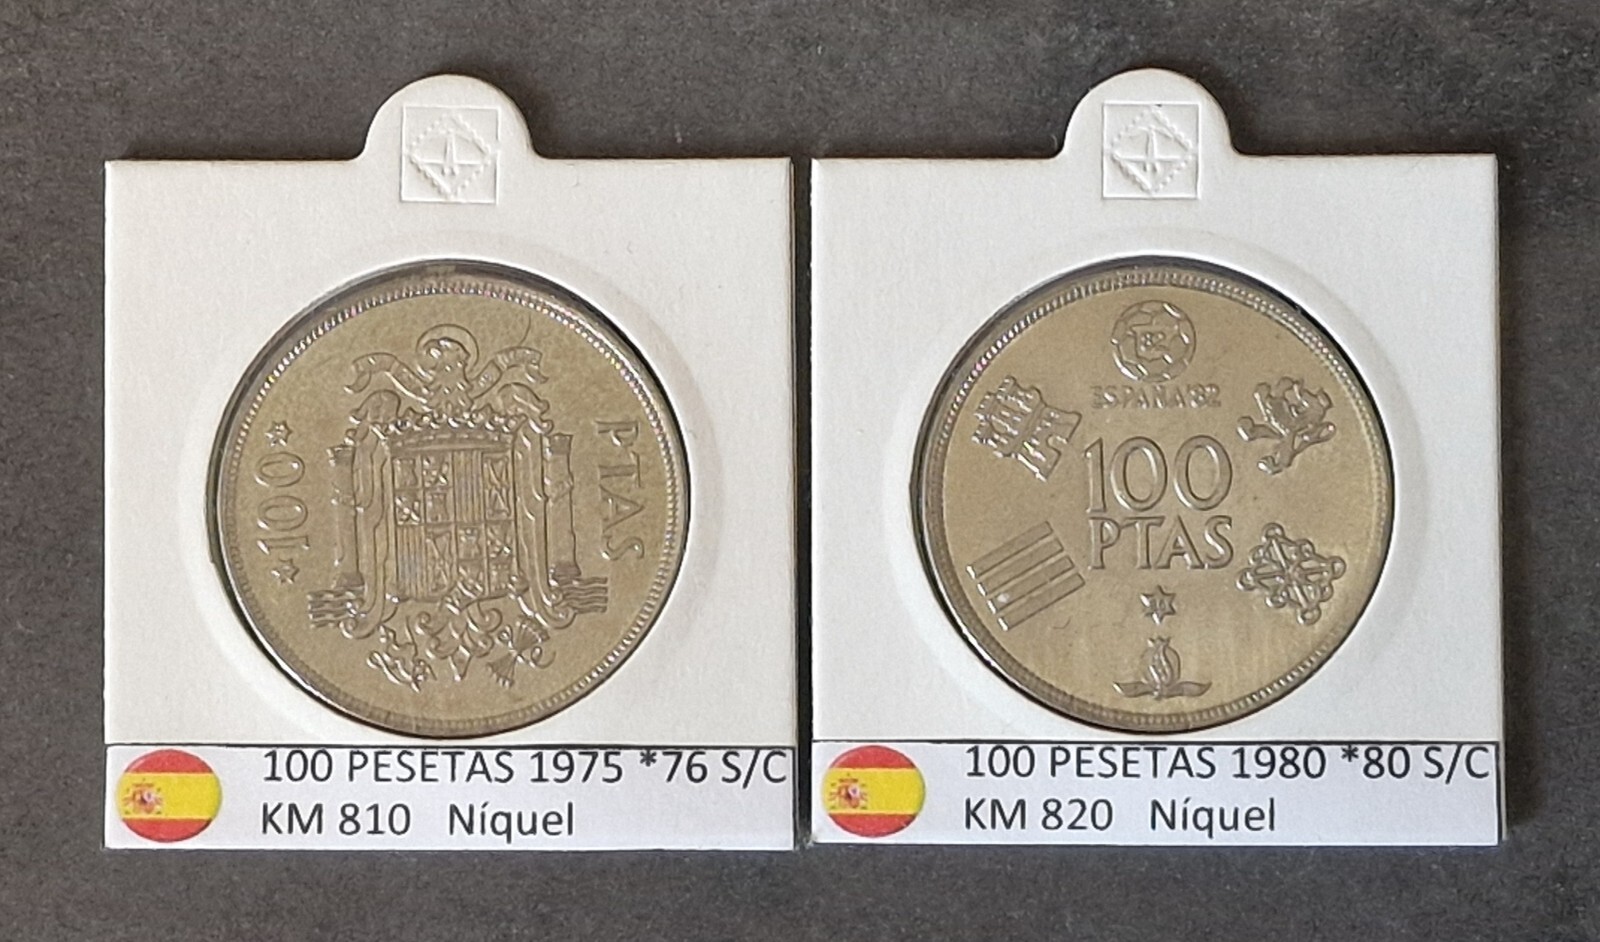 *100*
PTAS
100 PESETAS 1975 *76 S/C
KM 810 Níquel
82
ESPAÑA'82
100
PTAS
100 PESETAS 1980 *80 S/C
KM 820 Níquel